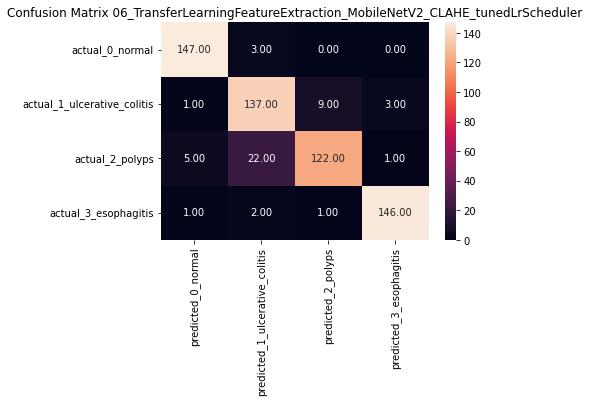 Confusion Matrix 06_TransferLearningFeatureExtraction_MobileNetV2_CLAHE_tunedLrScheduler
actual_0_normal 147.00 3.00 0.00 0.00
actual_1_ulcerative_colitis 1.00 137.00 9.00 3.00
actual_2_polyps 5.00 22.00 122.00 1.00
actual_3_esophagitis 1.00 2.00 1.00 146.00
140
120
100
80
60
40
20
0
predicted_0_normal
predicted_1_ulcerative_colitis
predicted_2_polyps
predicted_3_esophagitis